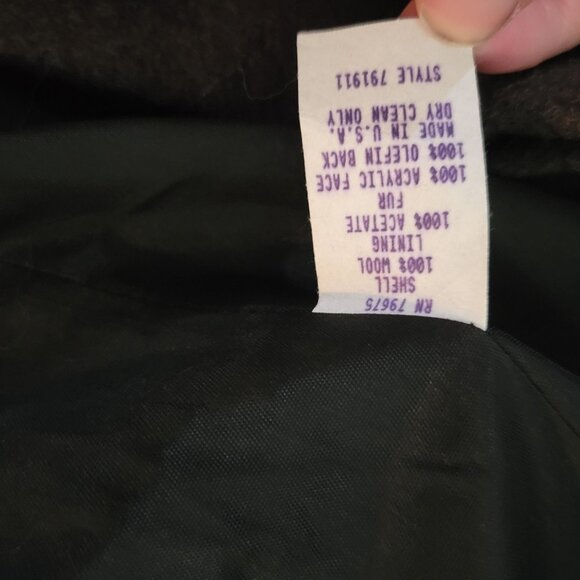 RN 79675
SHELL
100% WOOL
LINING
100% ACETATE
FUR
100% ACRYLIC FACE
100% OLEFIN BACK
MADE IN U.S.A.
DRY CLEAN ONLY
STYLE 791911